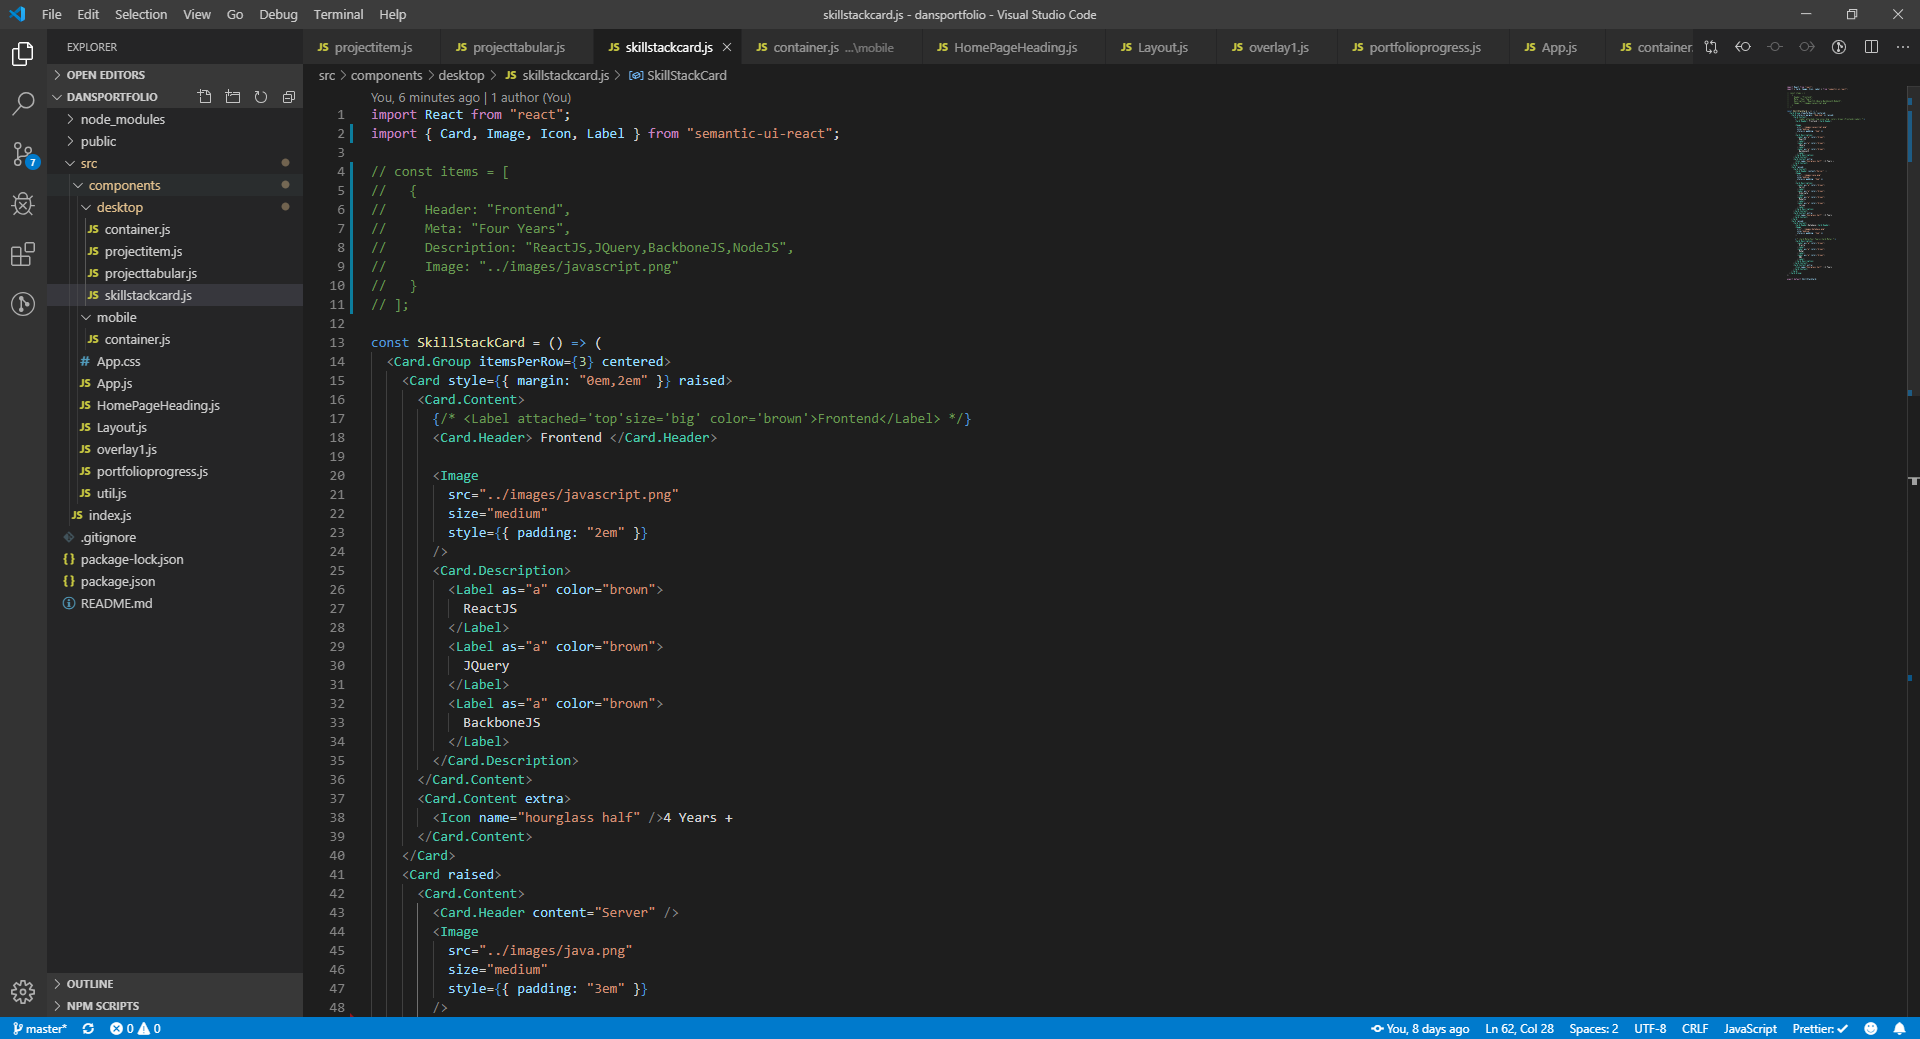 File Edit Selection View Go Debug Terminal Help
skillstackcard.js - dansportfolio - Visual Studio Code
EXPLORER
OPEN EDITORS
DANSPORTFOLIO
node_modules
public
src
components
desktop
JS container.js
JS projectitem.js
JS projecttabular.js
JS skillstackcard.js
mobile
JS container.js
# App.css
JS App.js
JS HomePageHeading.js
JS Layout.js
JS overlay1.js
JS portfolioprogress.js
JS util.js
JS index.js
.gitignore
{} package-lock.json
{} package.json
README.md
OUTLINE
NPM SCRIPTS
7
JS projectitem.js JS projecttabular.js JS skillstackcard.js JS container.js ...\mobile JS HomePageHeading.js JS Layout.js JS overlay1.js JS portfolioprogress.js JS App.js JS container.
src > components > desktop > JS skillstackcard.js > SkillStackCard
You, 6 minutes ago | 1 author (You)
1 import React from "react";
2 import { Card, Image, Icon, Label } from "semantic-ui-react";
3
4 // const items = [
5 //   {
6 //     Header: "Frontend",
7 //     Meta: "Four Years",
8 //     Description: "ReactJS,JQuery,BackboneJS,NodeJS",
9 //     Image: "../images/javascript.png"
10 //   }
11 // ];
12
13 const SkillStackCard = () => (
14   <Card.Group itemsPerRow={3} centered>
15     <Card style={{ margin: "0em,2em" }} raised>
16       <Card.Content>
17         {/* <Label attached='top'size='big' color='brown'>Frontend</Label> */}
18         <Card.Header> Frontend </Card.Header>
19
20         <Image
21           src="../images/javascript.png"
22           size="medium"
23           style={{ padding: "2em" }}
24         />
25         <Card.Description>
26           <Label as="a" color="brown">
27             ReactJS
28           </Label>
29           <Label as="a" color="brown">
30             JQuery
31           </Label>
32           <Label as="a" color="brown">
33             BackboneJS
34           </Label>
35         </Card.Description>
36       </Card.Content>
37       <Card.Content extra>
38         <Icon name="hourglass half" />4 Years +
39       </Card.Content>
40     </Card>
41     <Card raised>
42       <Card.Content>
43         <Card.Header content="Server" />
44         <Image
45           src="../images/java.png"
46           size="medium"
47           style={{ padding: "3em" }}
48         />
master* 0 0
You, 8 days ago Ln 62, Col 28 Spaces: 2 UTF-8 CRLF JavaScript Prettier: ✓